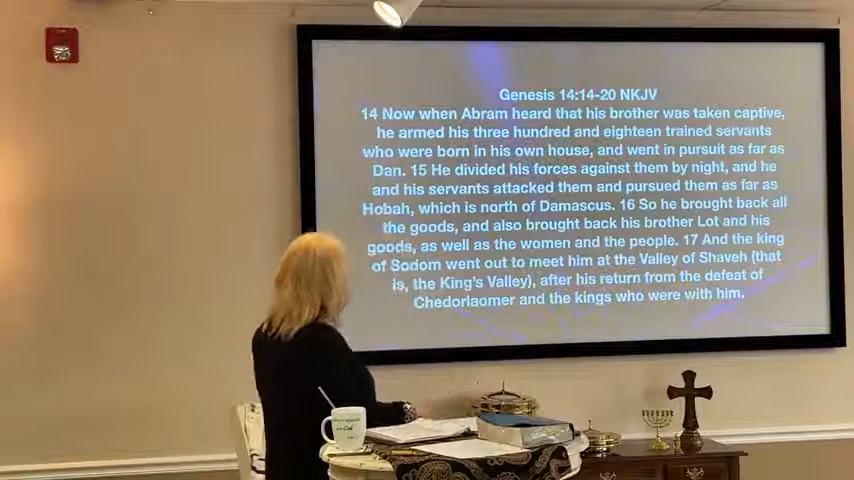 Genesis 14:14-20 NKJV
14 Now when Abram heard that his brother was taken captive,
he armed his three hundred and eighteen trained servants
who were born in his own house, and went in pursuit as far as
Dan. 15 He divided his forces against them by night, and he
and his servants attacked them and pursued them as far as
Hobah, which is north of Damascus. 16 So he brought back all
the goods, and also brought back his brother Lot and his
goods, as well as the women and the people. 17 And the king
of Sodom went out to meet him at the Valley of Shaveh (that
is, the King's Valley), after his return from the defeat of
Chedorlaomer and the kings who were with him.
God